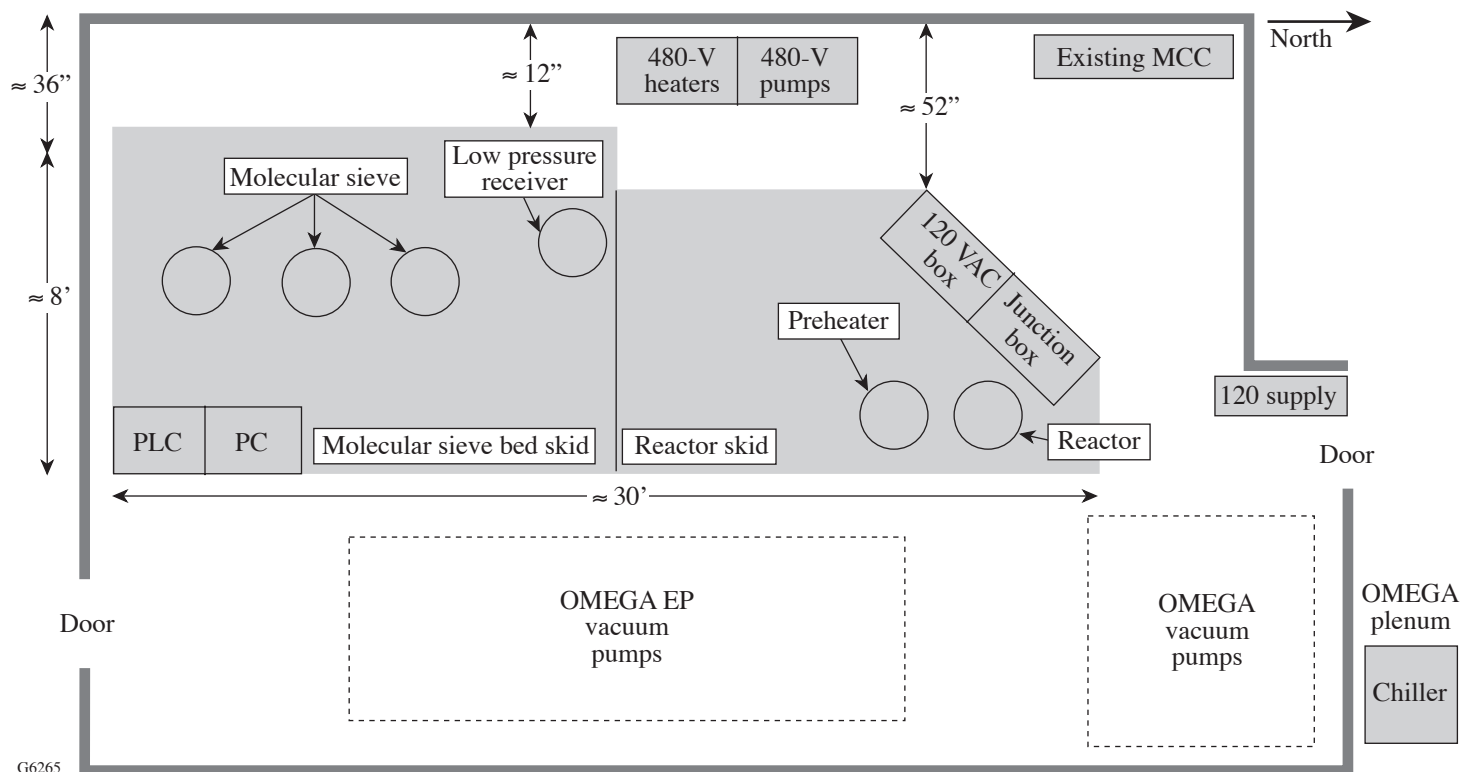 North
≈ 36”
≈ 12”
480-V
heaters
480-V
pumps
≈ 52”
Existing MCC
Molecular sieve
Low pressure
receiver
120 VAC
box
Junction
box
≈ 8’
Preheater
120 supply
PLC
PC
Molecular sieve bed skid
Reactor skid
Reactor
Door
≈ 30’
OMEGA EP
vacuum
pumps
OMEGA
vacuum
pumps
OMEGA
plenum
Door
Chiller
G6265